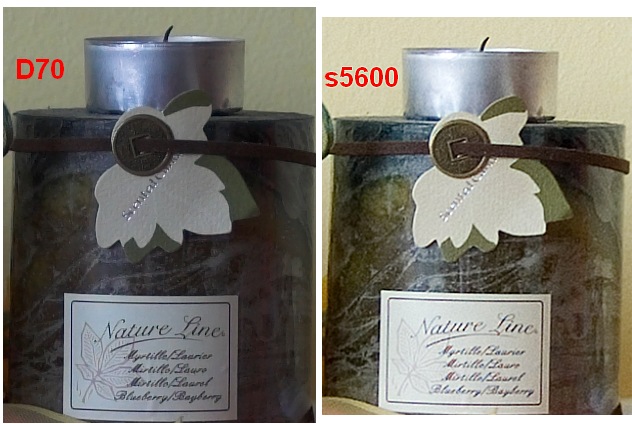 D70
Nature Line
Myrtille/Laurier
Mirtillo/Lauro
Mirtillo/Laurel
Blueberry/Bayberry
s5600
Nature Line
Myrtille/Laurier
Mirtillo/Lauro
Mirtillo/Laurel
Blueberry/Bayberry